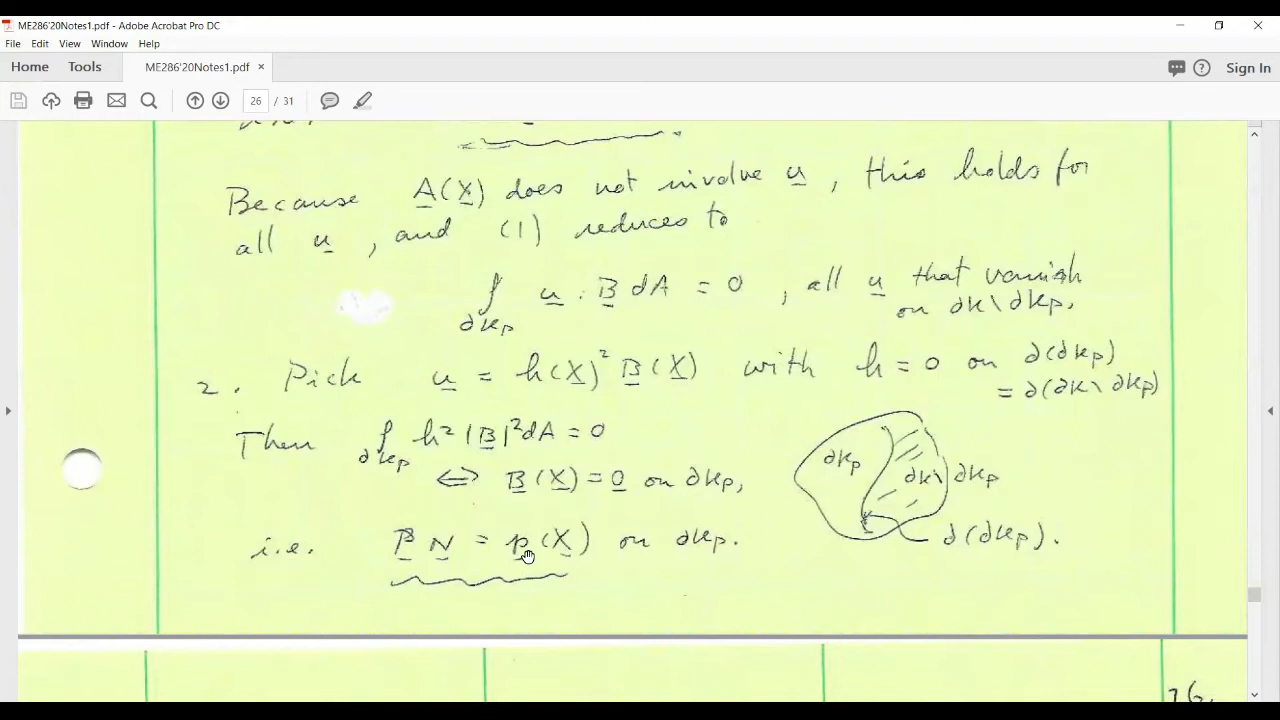 ME286'20Notes1.pdf - Adobe Acrobat Pro DC
File Edit View Window Help
Home Tools ME286'20Notes1.pdf × Sign In
26 / 31
Because A(X) does not involve u, this holds for
all u, and (1) reduces to
∫∂κp u · B dA = 0, all u that vanish
on ∂κ\∂κp.
2. Pick u = h(X)² B(X) with h = 0 on ∂(∂κp)
= ∂(∂κ\∂κp)
Then ∫∂κp h² |B|² dA = 0
⟺ B(X) = 0 on ∂κp,
∂κp ∂κ\∂κp
i.e. P N = p(X) on ∂κp.
∂(∂κp).
26.